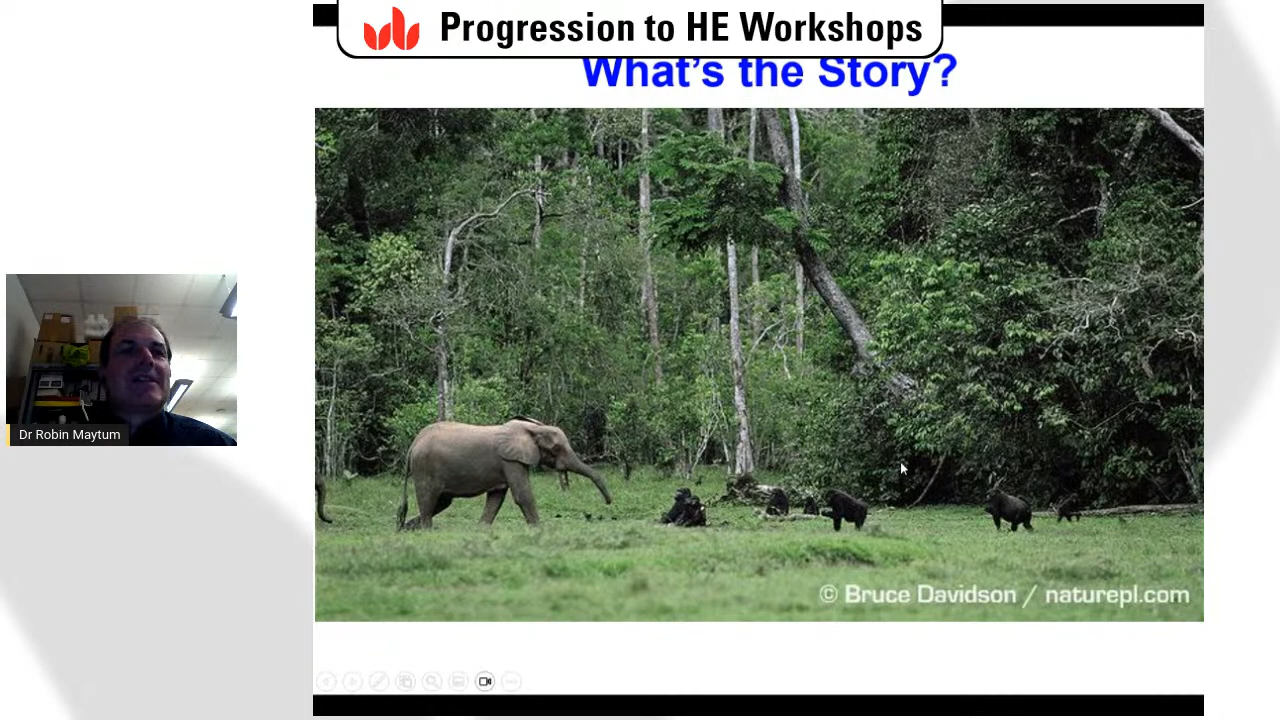 Progression to HE Workshops
What's the Story?
Dr Robin Maytum
© Bruce Davidson / naturepl.com